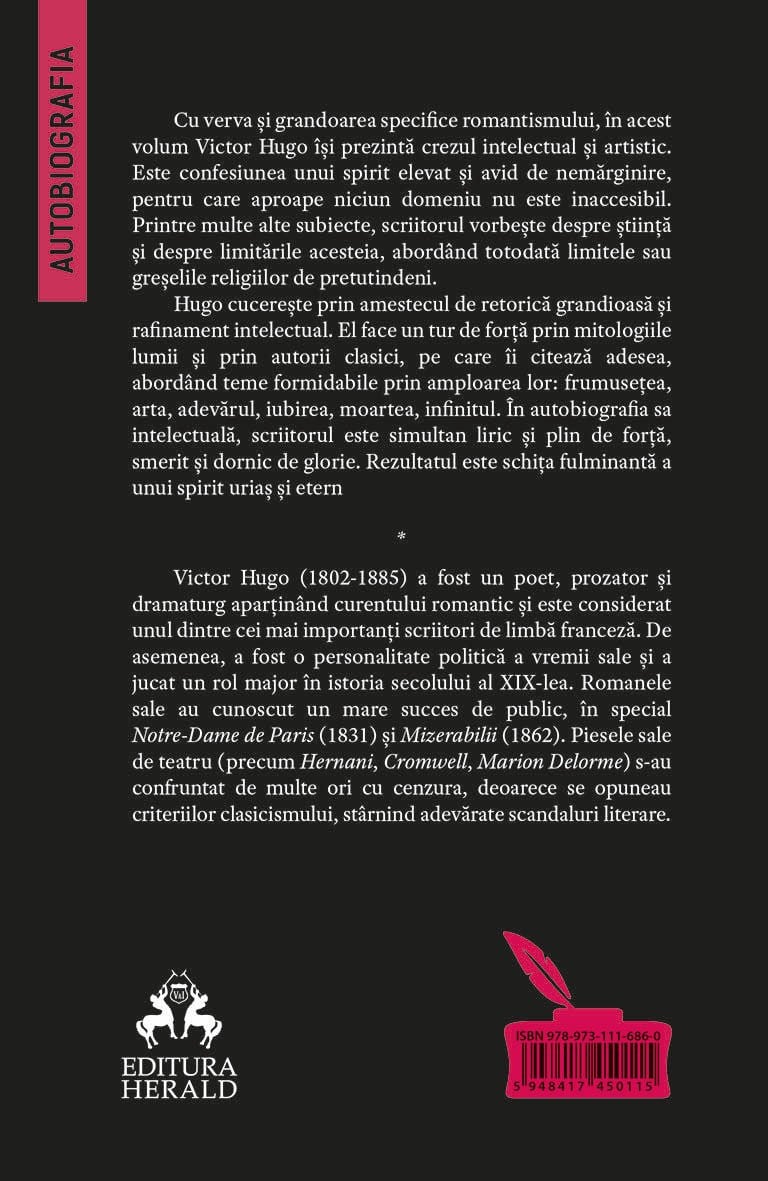 AUTOBIOGRAFIA
Cu verva și grandoarea specifice romantismului, în acest
volum Victor Hugo își prezintă crezul intelectual și artistic.
Este confesiunea unui spirit elevat și avid de nemărginire,
pentru care aproape niciun domeniu nu este inaccesibil.
Printre multe alte subiecte, scriitorul vorbește despre știință
și despre limitările acesteia, abordând totodată limitele sau
greșelile religiilor de pretutindeni.
Hugo cucerește prin amestecul de retorică grandioasă și
rafinament intelectual. El face un tur de forță prin mitologiile
lumii și prin autorii clasici, pe care îi citează adesea,
abordând teme formidabile prin amploarea lor: frumusețea,
arta, adevărul, iubirea, moartea, infinitul. În autobiografia sa
intelectuală, scriitorul este simultan liric și plin de forță,
smerit și dornic de glorie. Rezultatul este schița fulminantă a
unui spirit uriaș și etern
*
Victor Hugo (1802-1885) a fost un poet, prozator și
dramaturg aparținând curentului romantic și este considerat
unul dintre cei mai importanți scriitori de limbă franceză. De
asemenea, a fost o personalitate politică a vremii sale și a
jucat un rol major în istoria secolului al XIX-lea. Romanele
sale au cunoscut un mare succes de public, în special
Notre-Dame de Paris (1831) și Mizerabilii (1862). Piesele sale
de teatru (precum Hernani, Cromwell, Marion Delorme) s-au
confruntat de multe ori cu cenzura, deoarece se opuneau
criteriilor clasicismului, stârnind adevărate scandaluri literare.
EDITURA
HERALD
ISBN 978-973-111-686-0
5 948417 450115